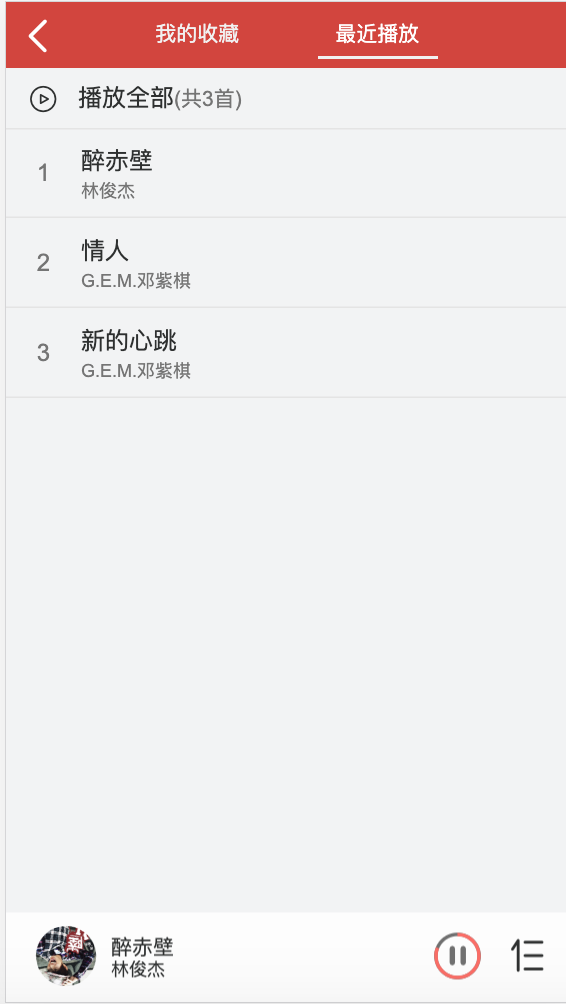 我的收藏 最近播放
播放全部(共3首)
1 醉赤壁
林俊杰
2 情人
G.E.M.邓紫棋
3 新的心跳
G.E.M.邓紫棋
醉赤壁
林俊杰